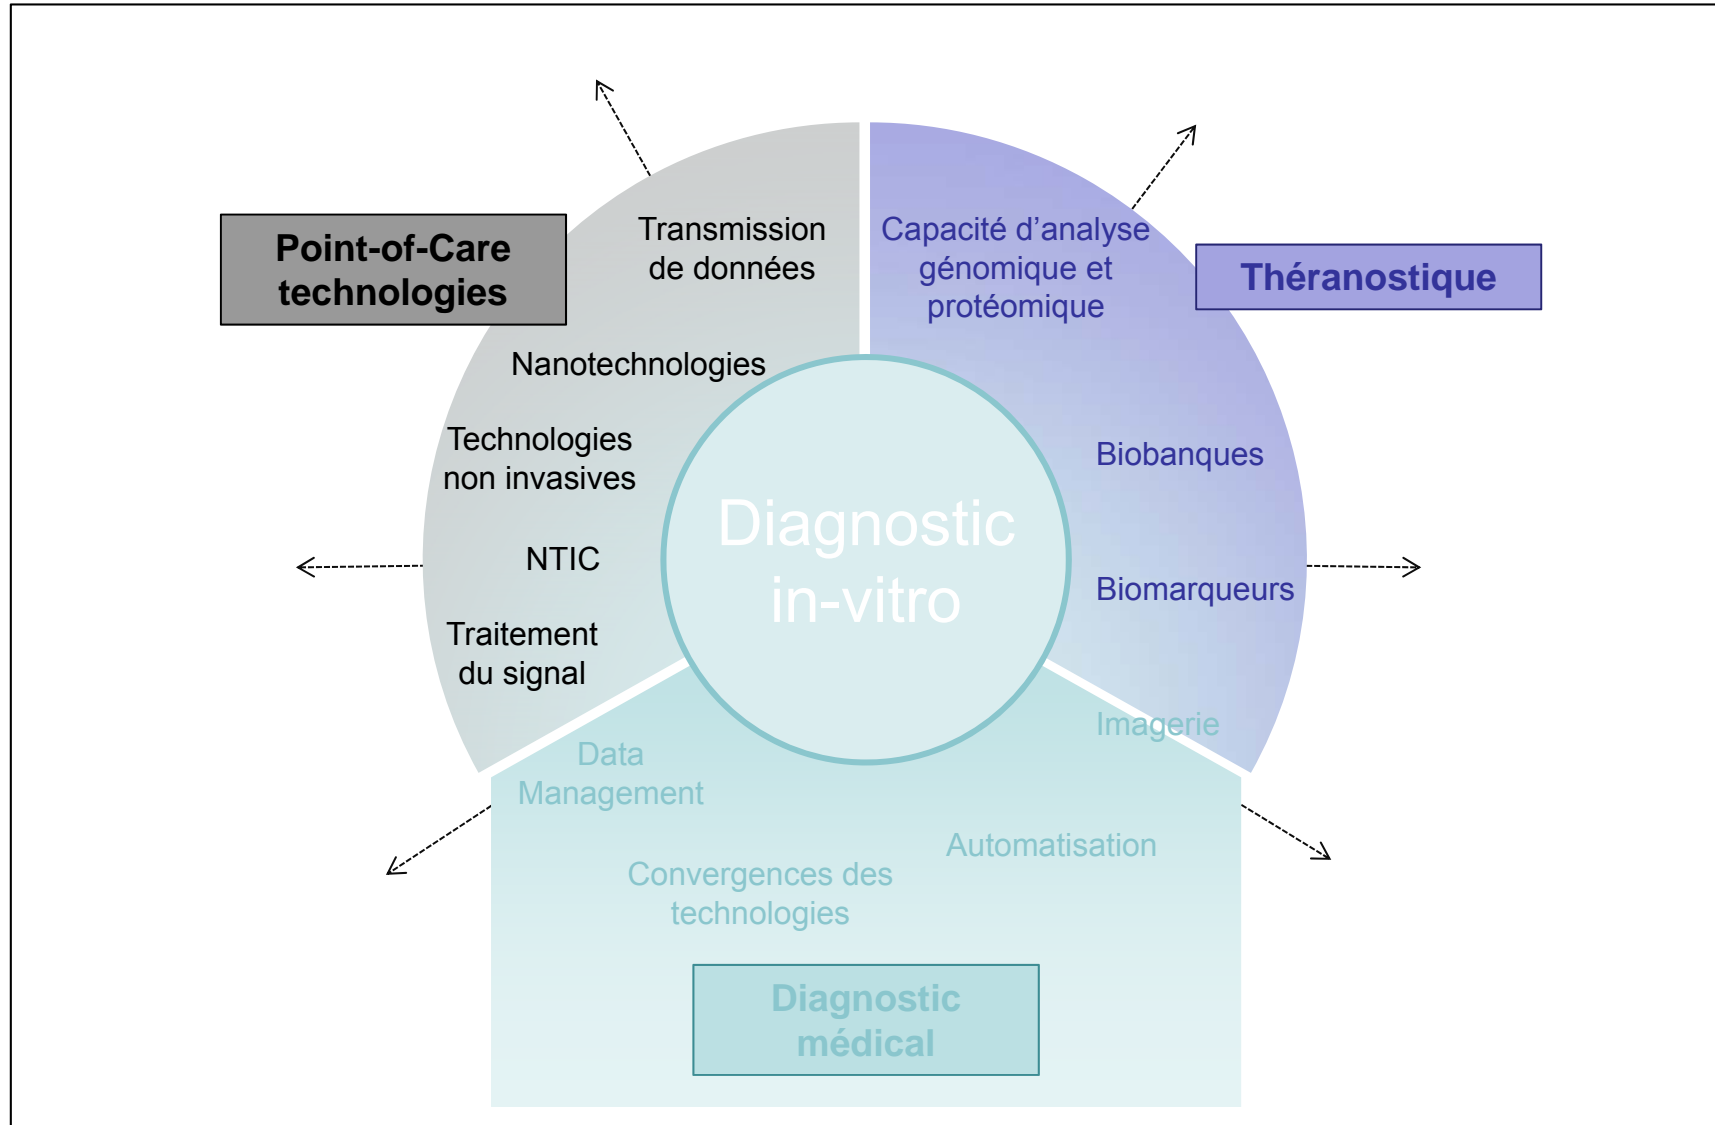 Point-of-Care
technologies
Transmission
de données
Nanotechnologies
Technologies
non invasives
NTIC
Traitement
du signal
Capacité d’analyse
génomique et
protéomique
Théranostique
Biobanques
Biomarqueurs
Diagnostic
in-vitro
Imagerie
Data
Management
Automatisation
Convergences des
technologies
Diagnostic
médical